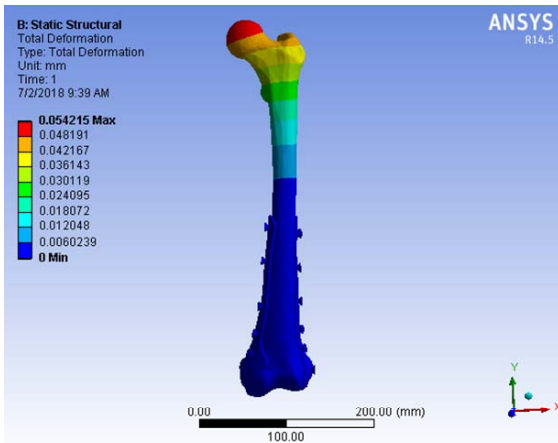 B: Static Structural
Total Deformation
Type: Total Deformation
Unit: mm
Time: 1
7/2/2018 9:39 AM
ANSYS
R14.5
0.054215 Max
0.048191
0.042167
0.036143
0.030119
0.024095
0.018072
0.012048
0.0060239
0 Min
0.00
200.00 (mm)
100.00
Y
X